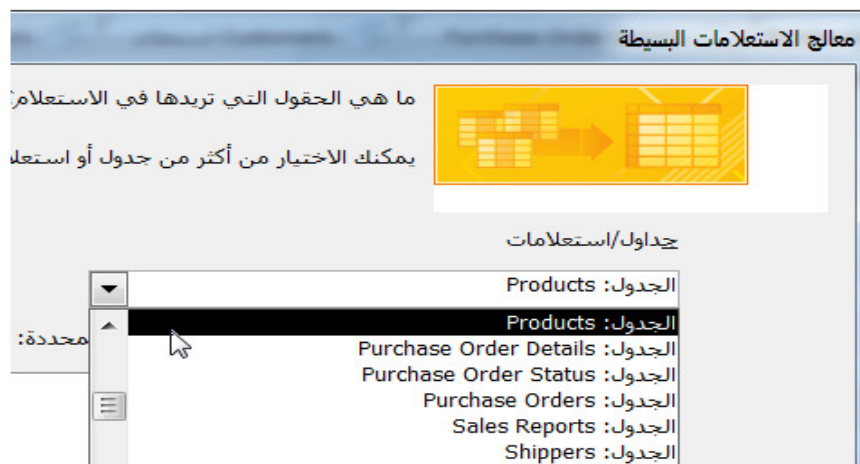 معالج الاستعلامات البسيطة
ما هي الحقول التي تريدها في الاستعلام؟
يمكنك الاختيار من أكثر من جدول أو
جداول/استعلامات
الجدول: Products
الجدول: Products
محددة:
الجدول: Purchase Order Details
الجدول: Purchase Order Status
الجدول: Purchase Orders
الجدول: Sales Reports
الجدول: Shippers